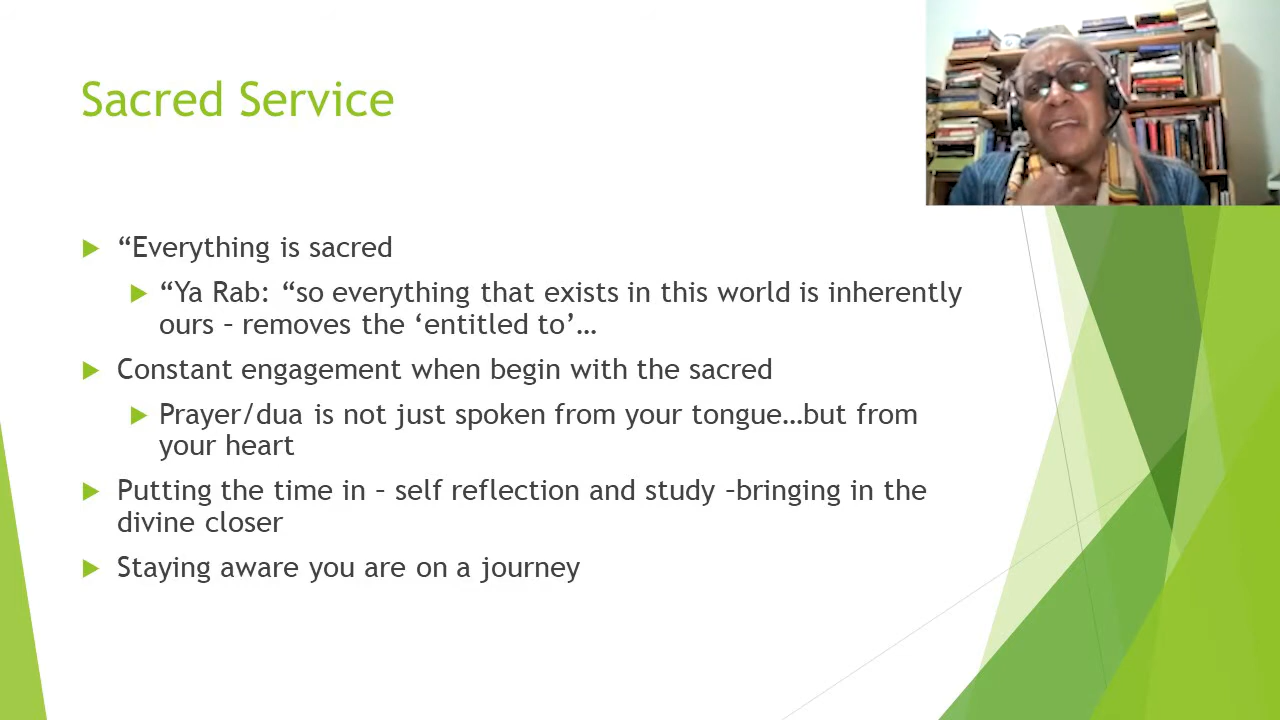 Sacred Service
“Everything is sacred
“Ya Rab: “so everything that exists in this world is inherently
ours – removes the ‘entitled to’…
Constant engagement when begin with the sacred
Prayer/dua is not just spoken from your tongue…but from
your heart
Putting the time in – self reflection and study –bringing in the
divine closer
Staying aware you are on a journey